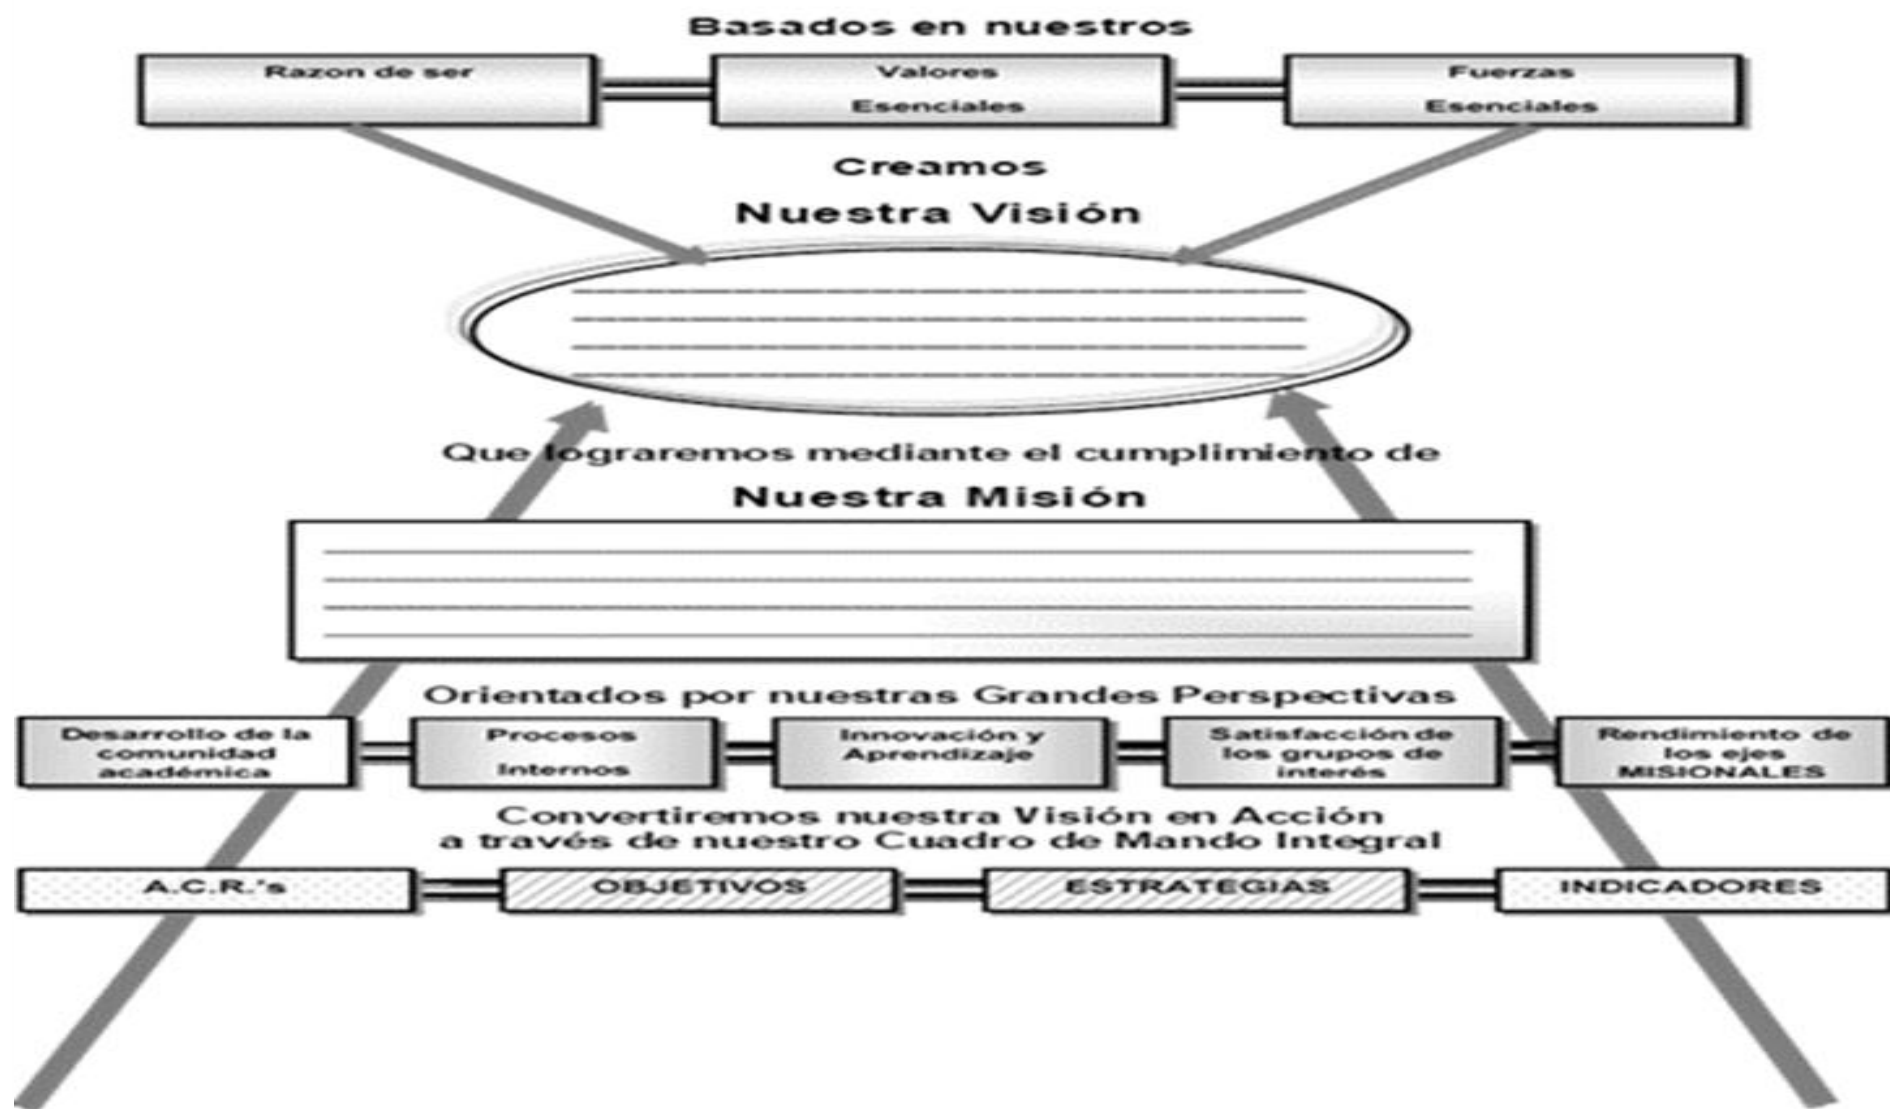 Basados en nuestros
Razon de ser
Valores
Esenciales
Fuerzas
Esenciales
Creamos
Nuestra Visión
Que lograremos mediante el cumplimiento de
Nuestra Misión
Orientados por nuestras Grandes Perspectivas
Desarrollo de la
comunidad
académica
Procesos
Internos
Innovación y
Aprendizaje
Satisfacción de
los grupos de
interés
Rendimiento de
los ejes
MISIONALES
Convertiremos nuestra Visión en Acción
a través de nuestro Cuadro de Mando Integral
A.C.R.'s
OBJETIVOS
ESTRATEGIAS
INDICADORES